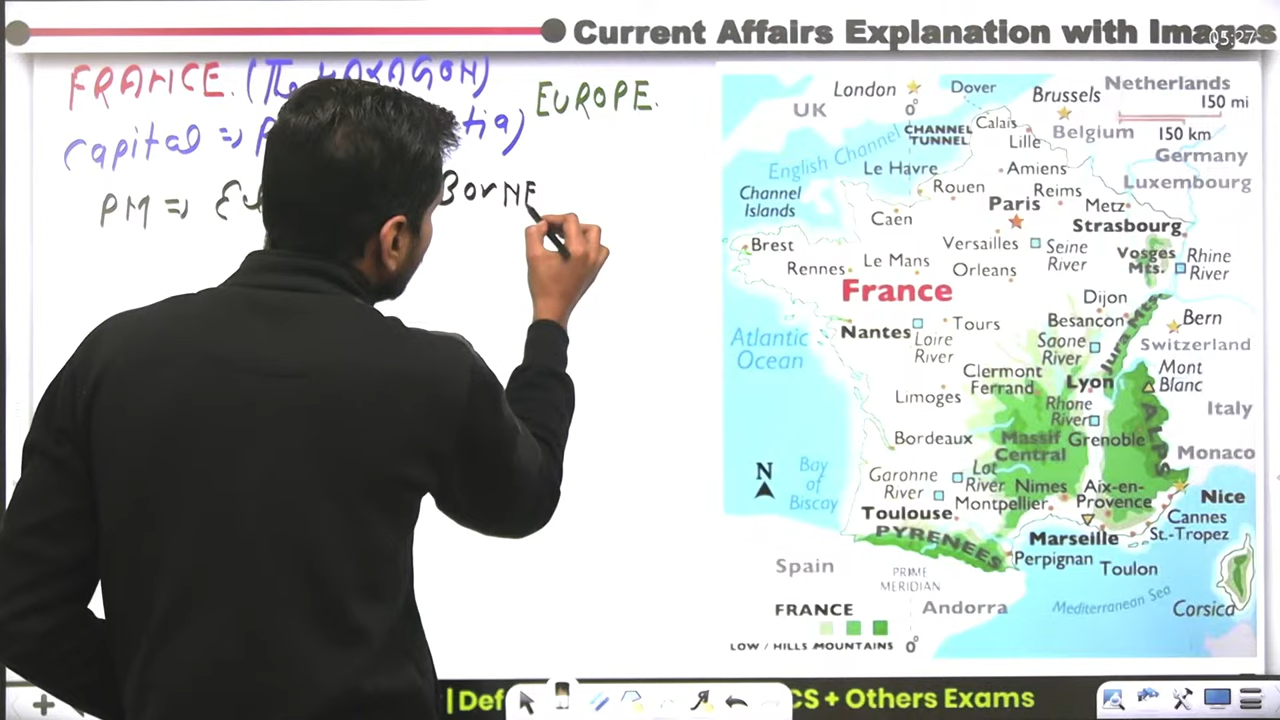 Current Affairs Explanation with Images
05:27
FRANCE. (The HAXAGON)
EUROPE.
Capital ⇒ tia)
PM ⇒ BORNE
London
Dover
Netherlands
UK
0°
Brussels
150 mi
CHANNEL TUNNEL
Calais
Belgium
150 km
English Channel
Lille
Germany
Le Havre
Amiens
Luxembourg
Channel Islands
Rouen
Reims
Paris
Metz
Caen
Strasbourg
Brest
Versailles
Seine River
Vosges Mts.
Rhine River
Rennes
Le Mans
Orleans
France
Dijon
Nantes
Loire River
Tours
Besancon
Jura Mts
Bern
Atlantic Ocean
Saone River
Switzerland
Clermont Ferrand
Lyon
Mont Blanc
Limoges
Rhone River
Italy
Bordeaux
Massif Central
Grenoble
ALPS
Monaco
N
Bay of Biscay
Garonne River
Lot River
Nimes
Aix-en-Provence
Nice
Montpellier
Toulouse
Cannes
PYRENEES
Marseille
St.-Tropez
Spain
PRIME MERIDIAN
Perpignan
Toulon
FRANCE
Andorra
Mediterranean Sea
Corsica
LOW / HILLS MOUNTAINS
0°
| Def
CS + Others Exams